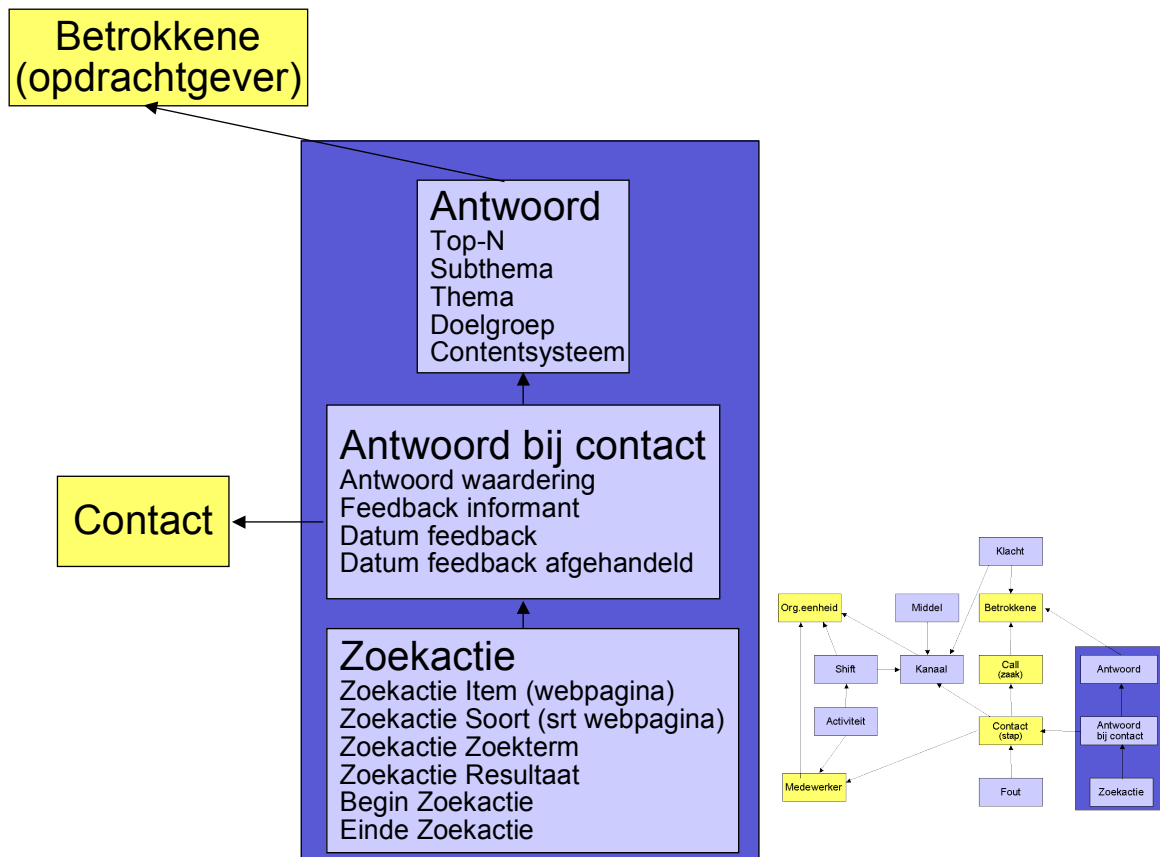 Betrokkene
(opdrachtgever)
Antwoord
Top-N
Subthema
Thema
Doelgroep
Contentsysteem
Antwoord bij contact
Antwoord waardering
Feedback informant
Datum feedback
Datum feedback afgehandeld
Contact
Zoekactie
Zoekactie Item (webpagina)
Zoekactie Soort (srt webpagina)
Zoekactie Zoekterm
Zoekactie Resultaat
Begin Zoekactie
Einde Zoekactie
Klacht
Org.eenheid
Middel
Betrokkene
Shift
Kanaal
Call
(zaak)
Antwoord
Activiteit
Contact
(stap)
Antwoord
bij contact
Medewerker
Fout
Zoekactie